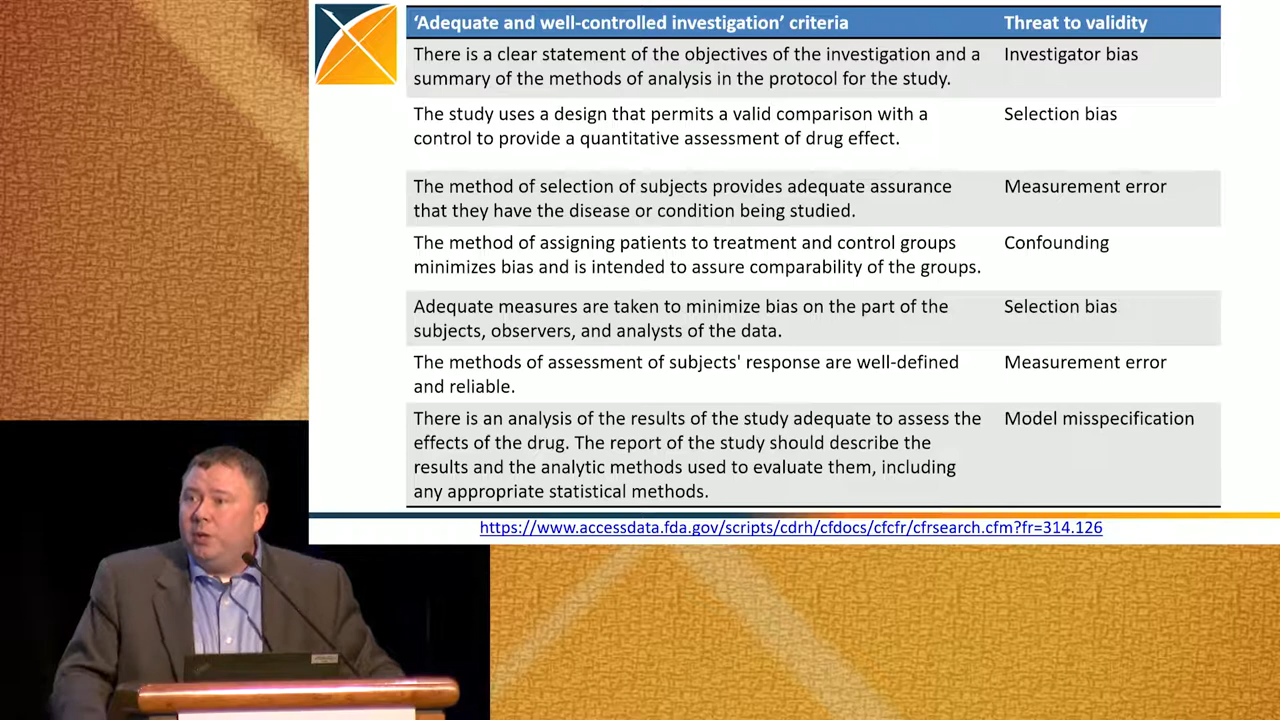 ‘Adequate and well-controlled investigation’ criteria
Threat to validity
There is a clear statement of the objectives of the investigation and a
summary of the methods of analysis in the protocol for the study.
Investigator bias
The study uses a design that permits a valid comparison with a
control to provide a quantitative assessment of drug effect.
Selection bias
The method of selection of subjects provides adequate assurance
that they have the disease or condition being studied.
Measurement error
The method of assigning patients to treatment and control groups
minimizes bias and is intended to assure comparability of the groups.
Confounding
Adequate measures are taken to minimize bias on the part of the
subjects, observers, and analysts of the data.
Selection bias
The methods of assessment of subjects' response are well-defined
and reliable.
Measurement error
There is an analysis of the results of the study adequate to assess the
effects of the drug. The report of the study should describe the
results and the analytic methods used to evaluate them, including
any appropriate statistical methods.
Model misspecification
https://www.accessdata.fda.gov/scripts/cdrh/cfdocs/cfcfr/cfrsearch.cfm?fr=314.126